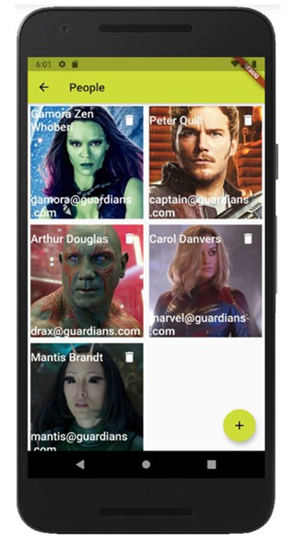 6:01
DEBUG
People
Gamora Zen
Whoberi
Peter Quill
gamora@guardians
.com
captain@guardians
.com
Arthur Douglas
Carol Danvers
drax@guardians.com
marvel@guardians
.com
Mantis Brandt
mantis@guardians
.com
+